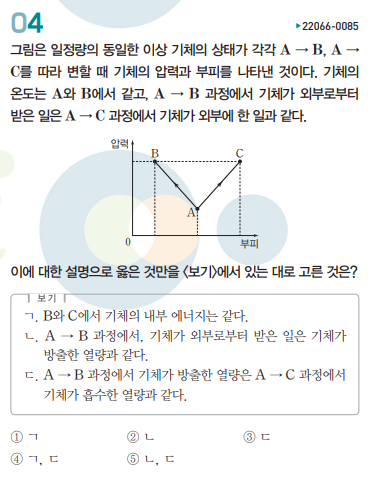 04
▶22066-0085
그림은 일정량의 동일한 이상 기체의 상태가 각각 A → B, A →
C를 따라 변할 때 기체의 압력과 부피를 나타낸 것이다. 기체의
온도는 A와 B에서 같고, A → B 과정에서 기체가 외부로부터
받은 일은 A → C 과정에서 기체가 외부에 한 일과 같다.
압력
B
C
A
0
부피
이에 대한 설명으로 옳은 것만을 〈보기〉에서 있는 대로 고른 것은?
보기
ㄱ. B와 C에서 기체의 내부 에너지는 같다.
ㄴ. A → B 과정에서, 기체가 외부로부터 받은 일은 기체가
방출한 열량과 같다.
ㄷ. A → B 과정에서 기체가 방출한 열량은 A → C 과정에서
기체가 흡수한 열량과 같다.
① ㄱ
② ㄴ
③ ㄷ
④ ㄱ, ㄷ
⑤ ㄴ, ㄷ